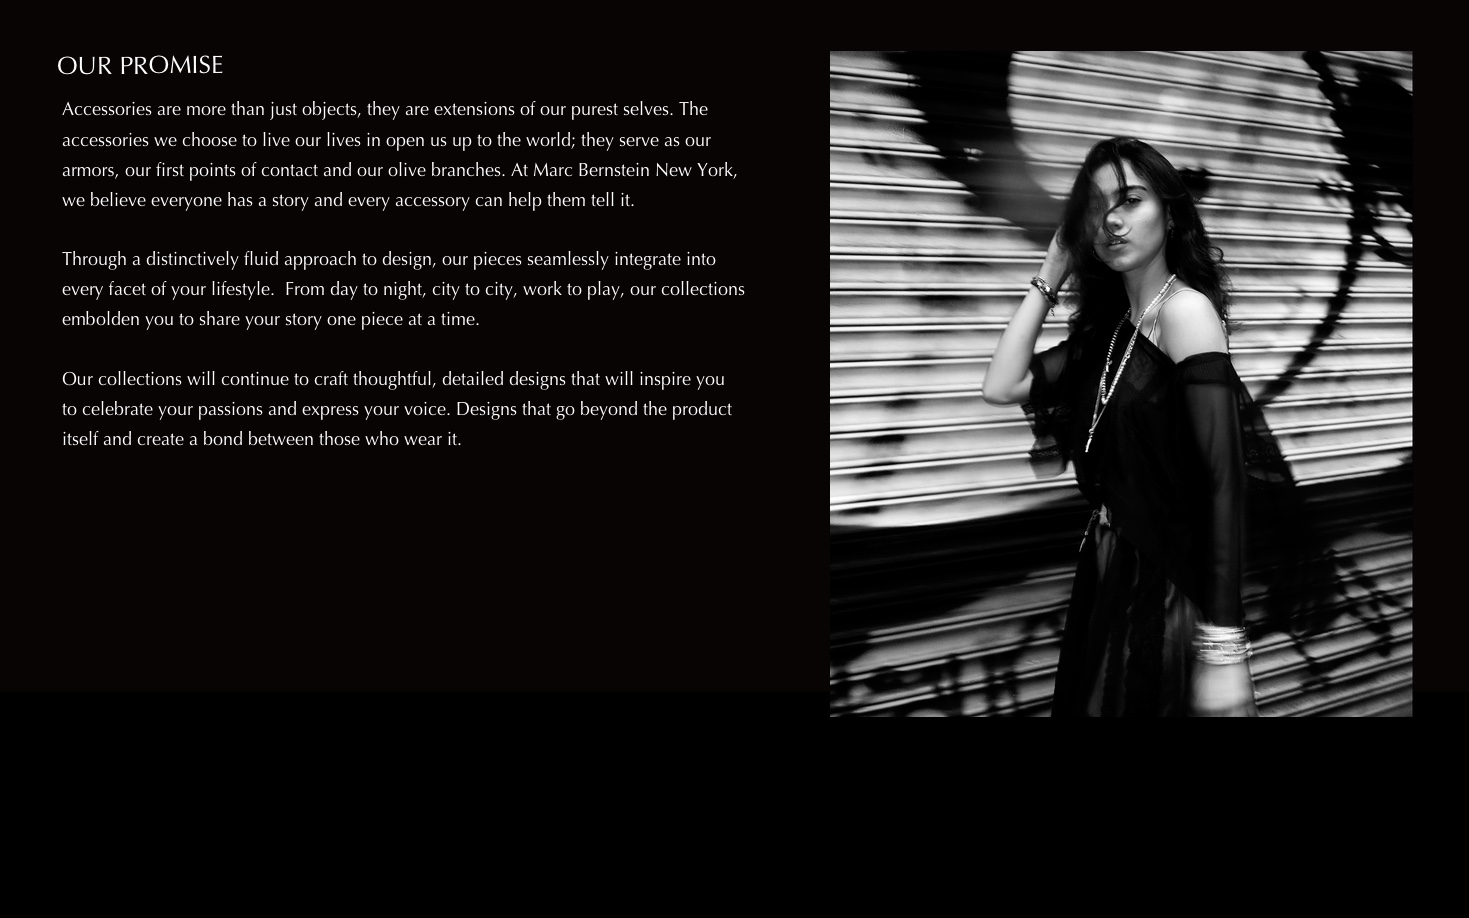 OUR PROMISE
Accessories are more than just objects, they are extensions of our purest selves. The
accessories we choose to live our lives in open us up to the world; they serve as our
armors, our first points of contact and our olive branches. At Marc Bernstein New York,
we believe everyone has a story and every accessory can help them tell it.
Through a distinctively fluid approach to design, our pieces seamlessly integrate into
every facet of your lifestyle.  From day to night, city to city, work to play, our collections
embolden you to share your story one piece at a time.
Our collections will continue to craft thoughtful, detailed designs that will inspire you
to celebrate your passions and express your voice. Designs that go beyond the product
itself and create a bond between those who wear it.